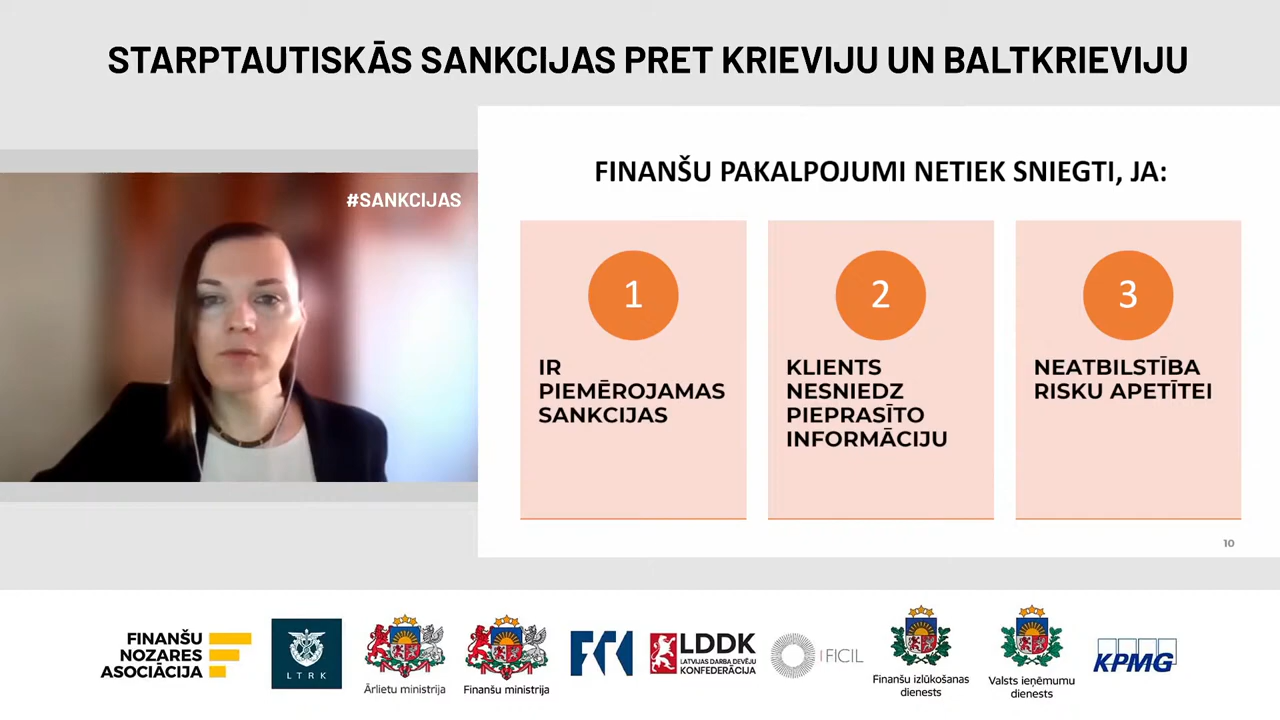 STARPTAUTISKĀS SANKCIJAS PRET KRIEVIJU UN BALTKRIEVIJU
#SANKCIJAS
FINANŠU PAKALPOJUMI NETIEK SNIEGTI, JA:
1
IR
PIEMĒROJAMAS
SANKCIJAS
2
KLIENTS
NESNIEDZ
PIEPRASĪTO
INFORMĀCIJU
3
NEATBILSTĪBA
RISKU APETĪTEI
10
FINANŠU
NOZARES
ASOCIĀCIJA
LTRK
Ārlietu ministrija
Finanšu ministrija
LDDK
LATVIJAS DARBA DEVĒJU
KONFEDERĀCIJA
FICIL
Finanšu izlūkošanas
dienests
Valsts ieņēmumu
dienests
KPMG